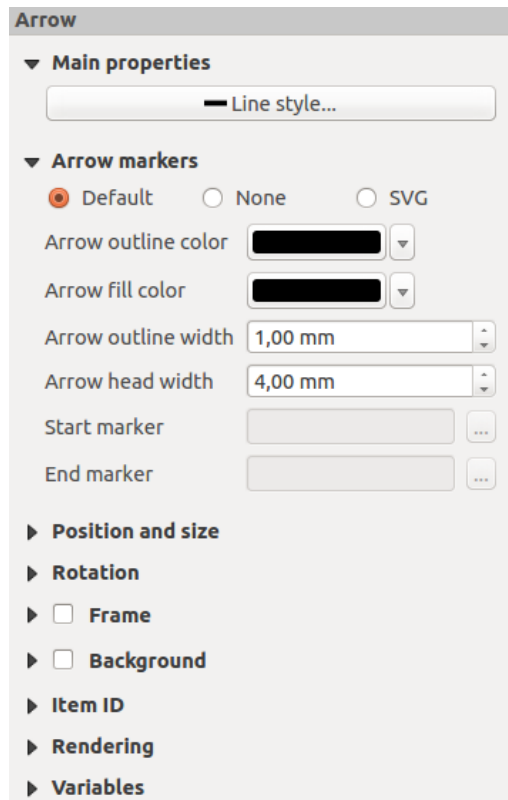 Arrow
Main properties
Line style...
Arrow markers
Default None SVG
Arrow outline color
Arrow fill color
Arrow outline width 1,00 mm
Arrow head width 4,00 mm
Start marker ...
End marker ...
Position and size
Rotation
Frame
Background
Item ID
Rendering
Variables